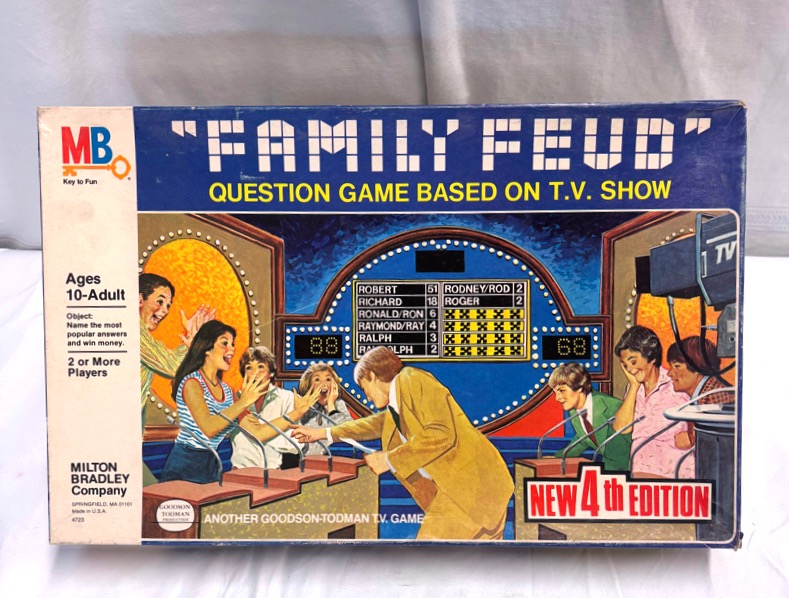 MB
Key to Fun
"FAMILY FEUD"
QUESTION GAME BASED ON T.V. SHOW
Ages
10-Adult
Object:
Name the most
popular answers
and win money.
2 or More
Players
MILTON
BRADLEY
Company
SPRINGFIELD, MA 01101
Made in U.S.A.
4723
ROBERT 51 RODNEY/ROD 2
RICHARD 18 ROGER 2
RONALD/RON 6
RAYMOND/RAY 4
RALPH 3
RANDOLPH 2
88
68
TV
GOODSON
TODMAN
PRODUCTION
ANOTHER GOODSON-TODMAN T.V. GAME
NEW 4th EDITION